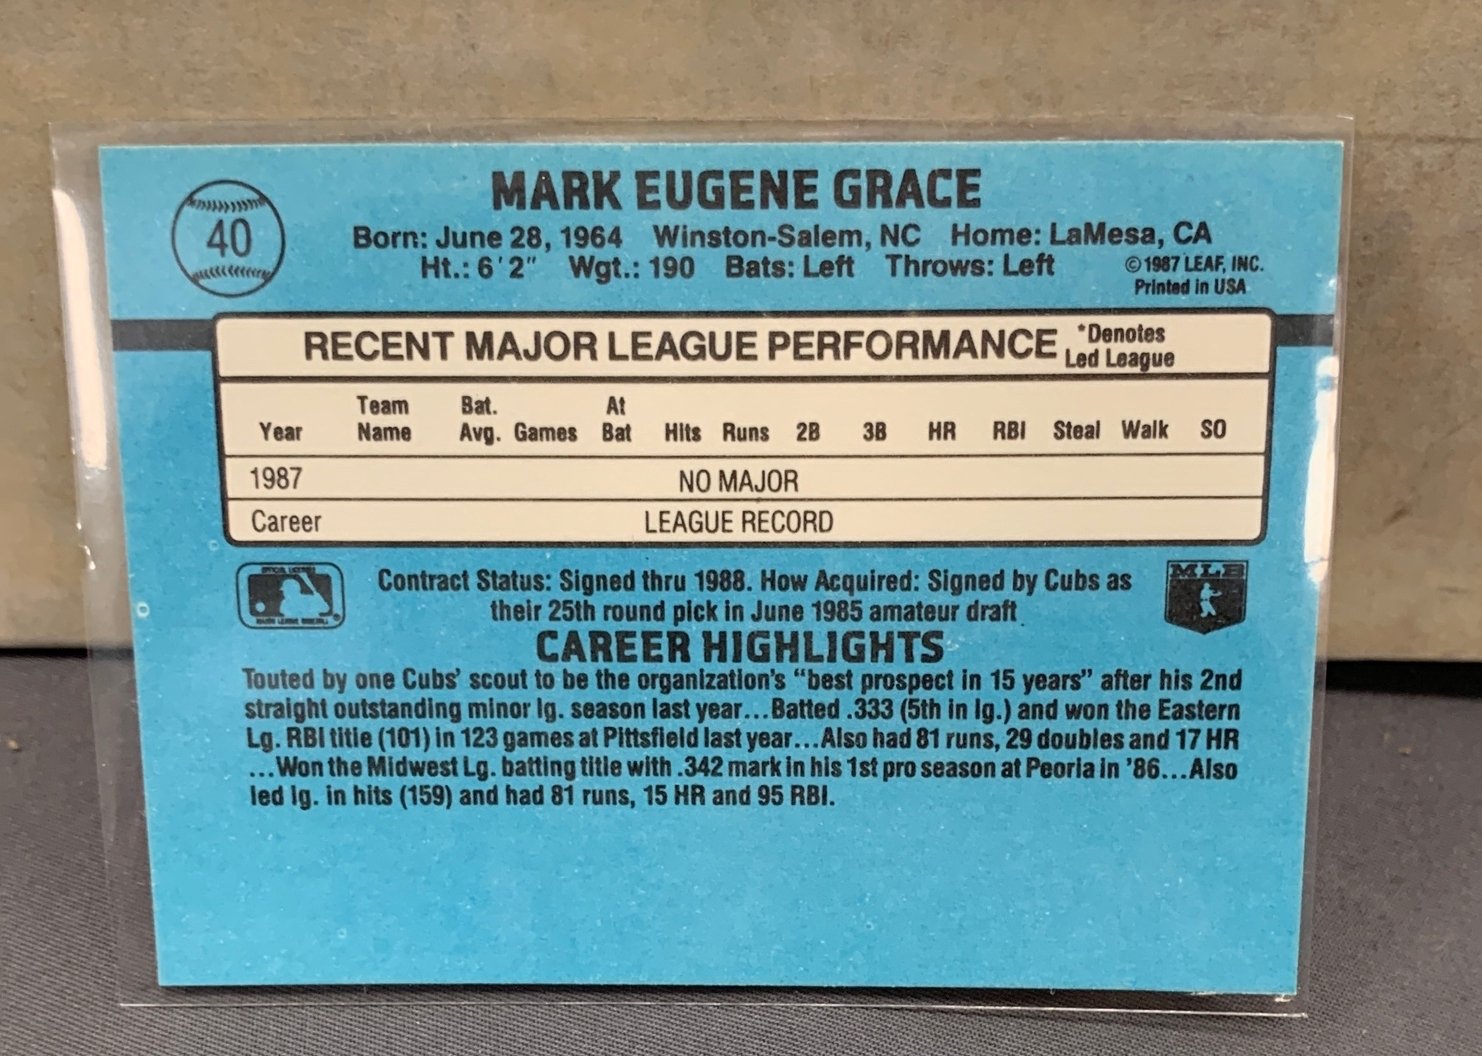 40
MARK EUGENE GRACE
Born: June 28, 1964 Winston-Salem, NC Home: LaMesa, CA
Ht.: 6'2" Wgt.: 190 Bats: Left Throws: Left
©1987 LEAF, INC.
Printed in USA
RECENT MAJOR LEAGUE PERFORMANCE
*Denotes
Led League
Year Team Name Bat. Avg. Games At Bat Hits Runs 2B 3B HR RBI Steal Walk SO
1987 NO MAJOR
Career LEAGUE RECORD
Contract Status: Signed thru 1988. How Acquired: Signed by Cubs as
their 25th round pick in June 1985 amateur draft
MLB
CAREER HIGHLIGHTS
Touted by one Cubs' scout to be the organization's "best prospect in 15 years" after his 2nd
straight outstanding minor lg. season last year...Batted .333 (5th in lg.) and won the Eastern
Lg. RBI title (101) in 123 games at Pittsfield last year...Also had 81 runs, 29 doubles and 17 HR
...Won the Midwest Lg. batting title with .342 mark in his 1st pro season at Peoria in '86...Also
led lg. in hits (159) and had 81 runs, 15 HR and 95 RBI.